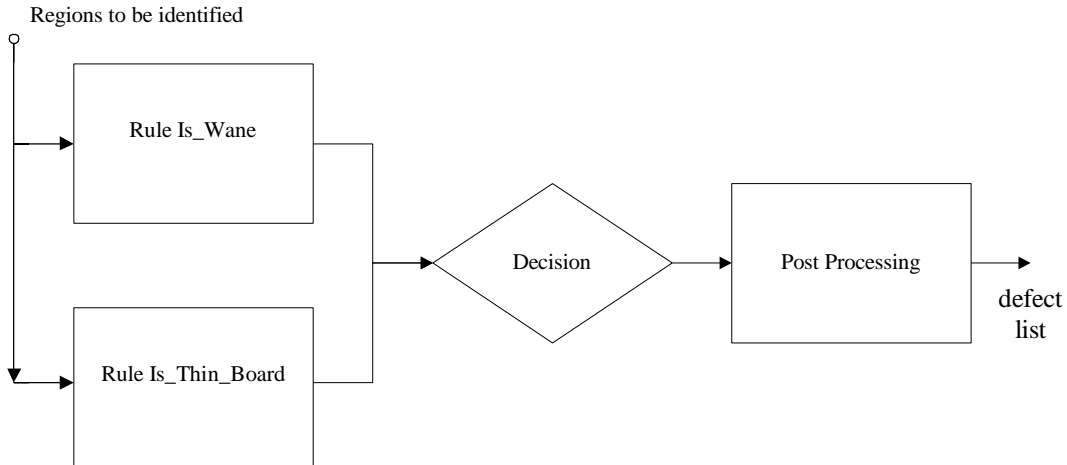 Regions to be identified
Rule Is_Wane
Decision
Post Processing
defect
list
Rule Is_Thin_Board